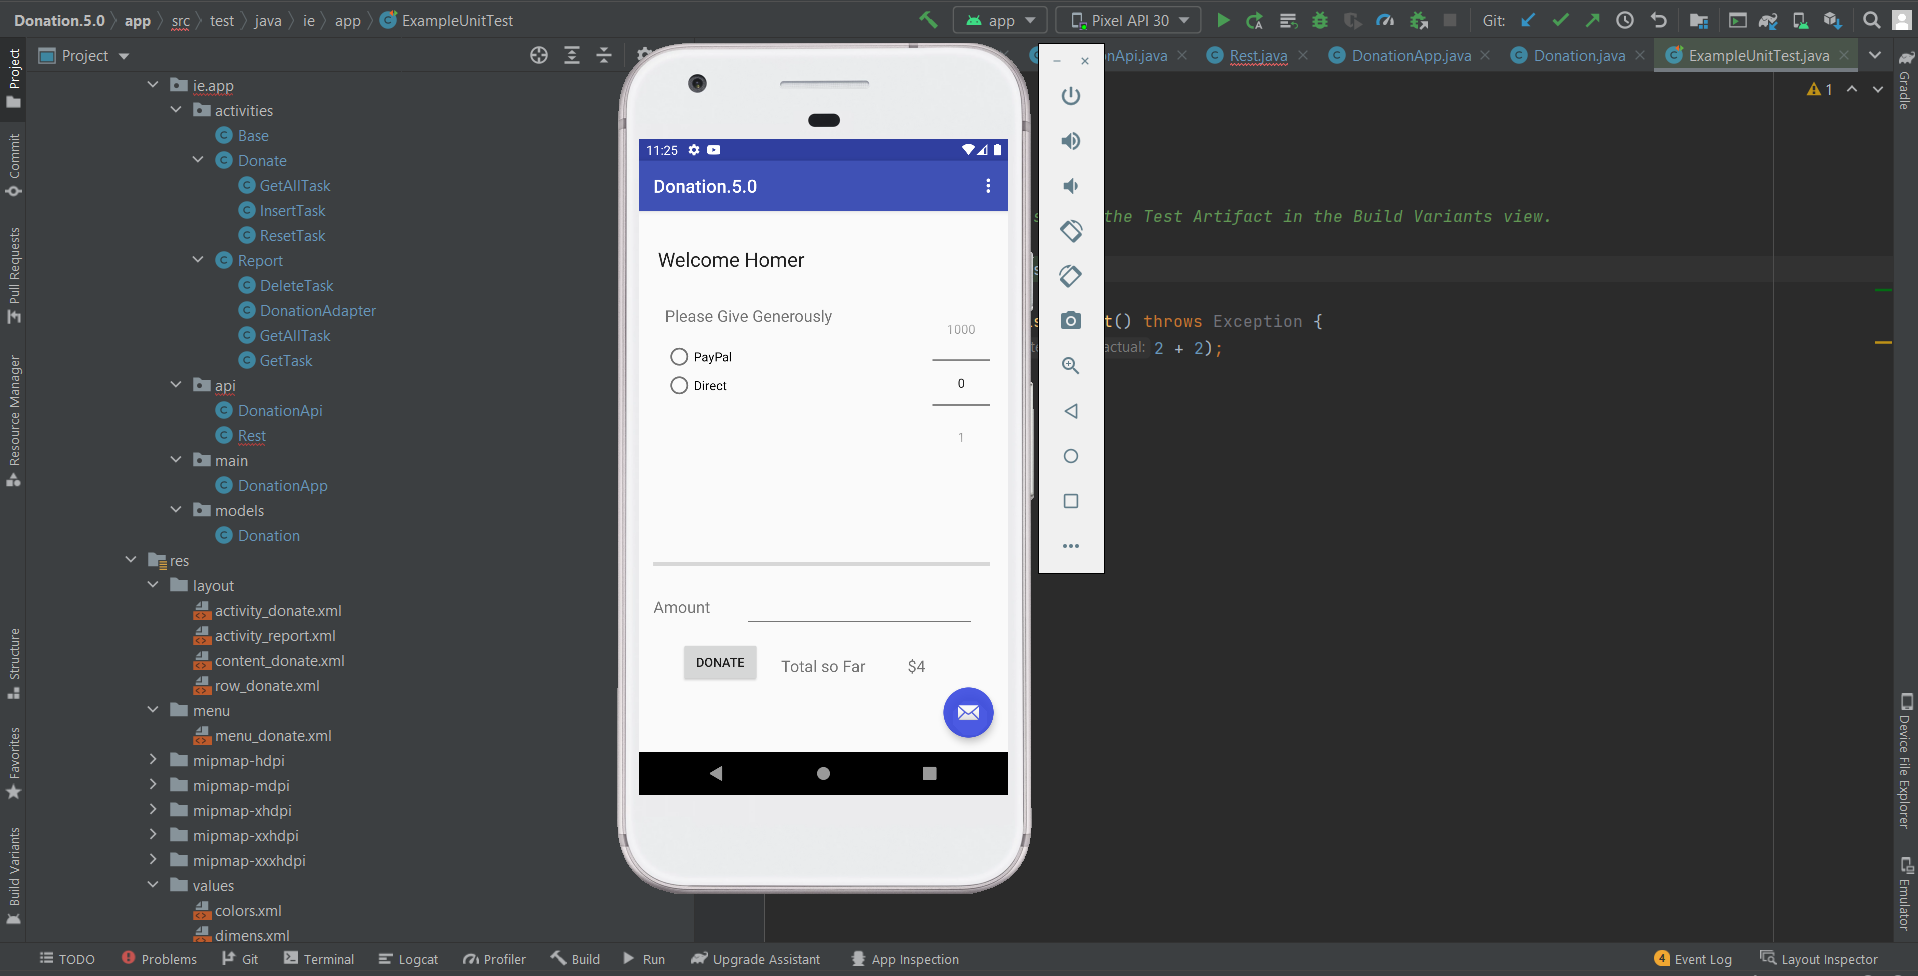 Donation.5.0 app src test java ie app ExampleUnitTest
app Pixel API 30 Git:
Project
nApi.java Rest.java DonationApp.java Donation.java ExampleUnitTest.java
1
Project
Commit
Pull Requests
Resource Manager
Structure
Favorites
Build Variants
ie.app
activities
Base
Donate
GetAllTask
InsertTask
ResetTask
Report
DeleteTask
DonationAdapter
GetAllTask
GetTask
api
DonationApi
Rest
main
DonationApp
models
Donation
res
layout
activity_donate.xml
activity_report.xml
content_donate.xml
row_donate.xml
menu
menu_donate.xml
mipmap-hdpi
mipmap-mdpi
mipmap-xhdpi
mipmap-xxhdpi
mipmap-xxxhdpi
values
colors.xml
dimens.xml
11:25
Donation.5.0
Welcome Homer
Please Give Generously
1000
PayPal
0
Direct
1
Amount
DONATE Total so Far $4
the Test Artifact in the Build Variants view.
t() throws Exception {
actual: 2 + 2);
Gradle
Device File Explorer
Emulator
TODO Problems Git Terminal Logcat Profiler Build Run Upgrade Assistant App Inspection
4 Event Log Layout Inspector